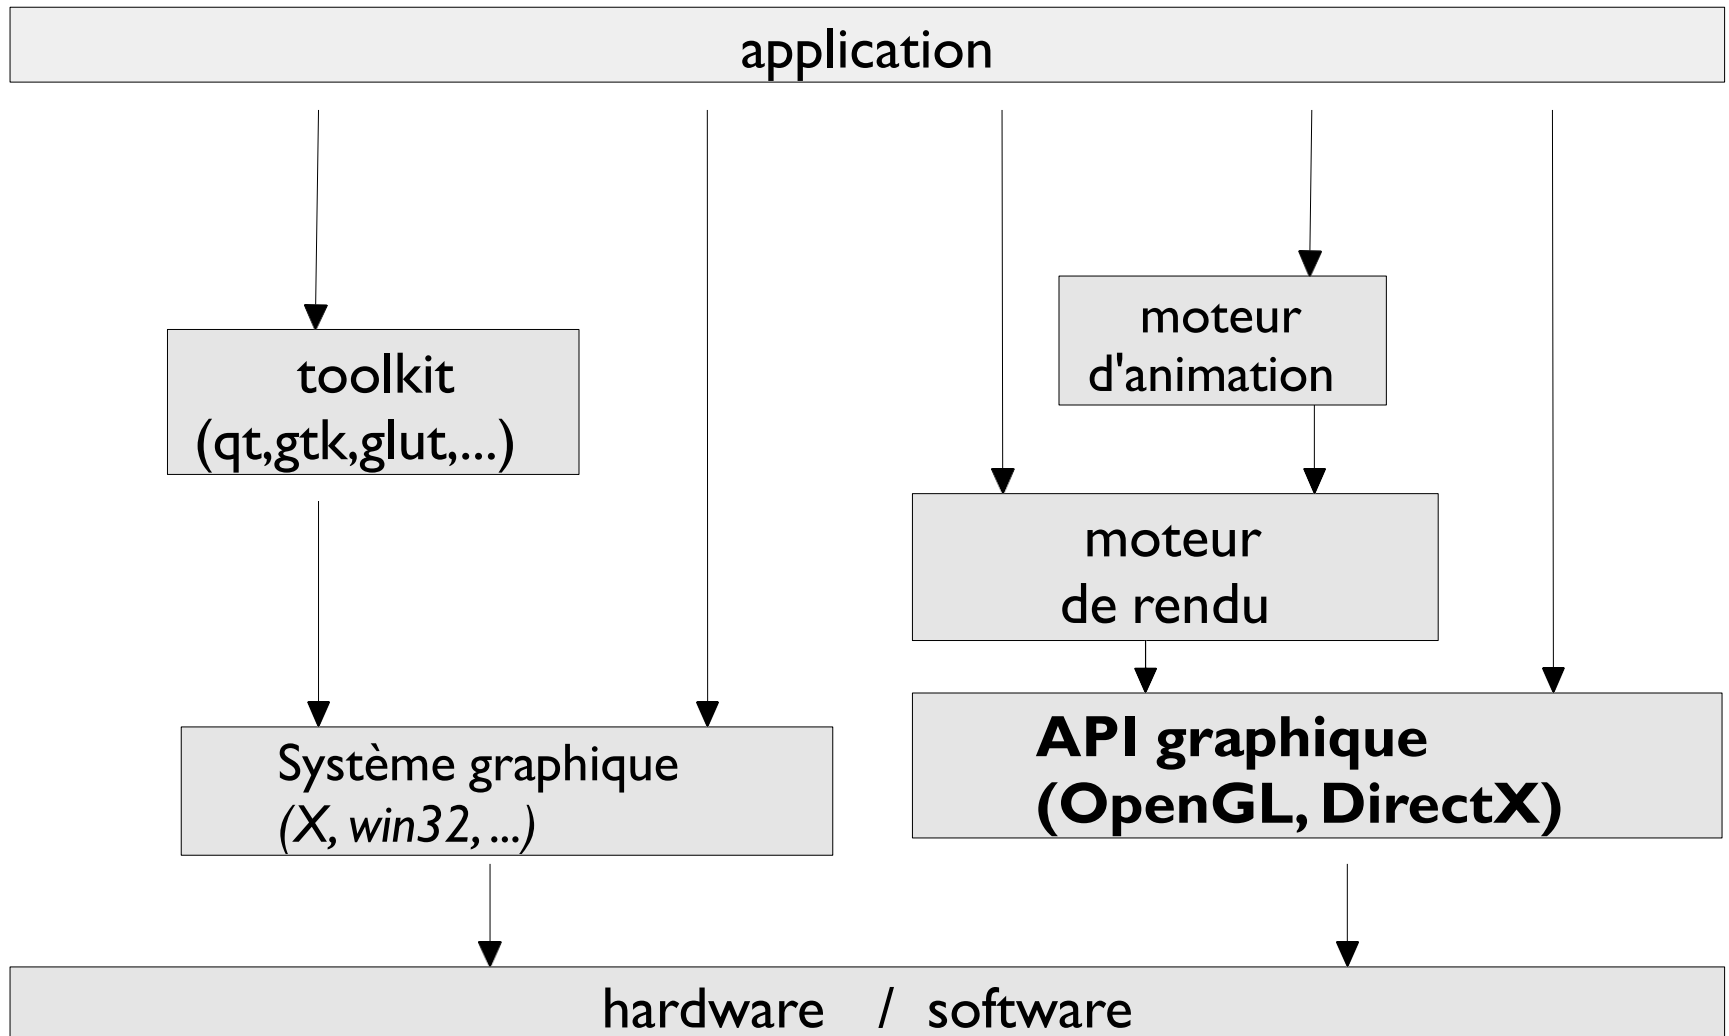 application
moteur
d'animation
toolkit
(qt,gtk,glut,...)
moteur
de rendu
Système graphique
(X, win32, ...)
API graphique
(OpenGL, DirectX)
hardware / software